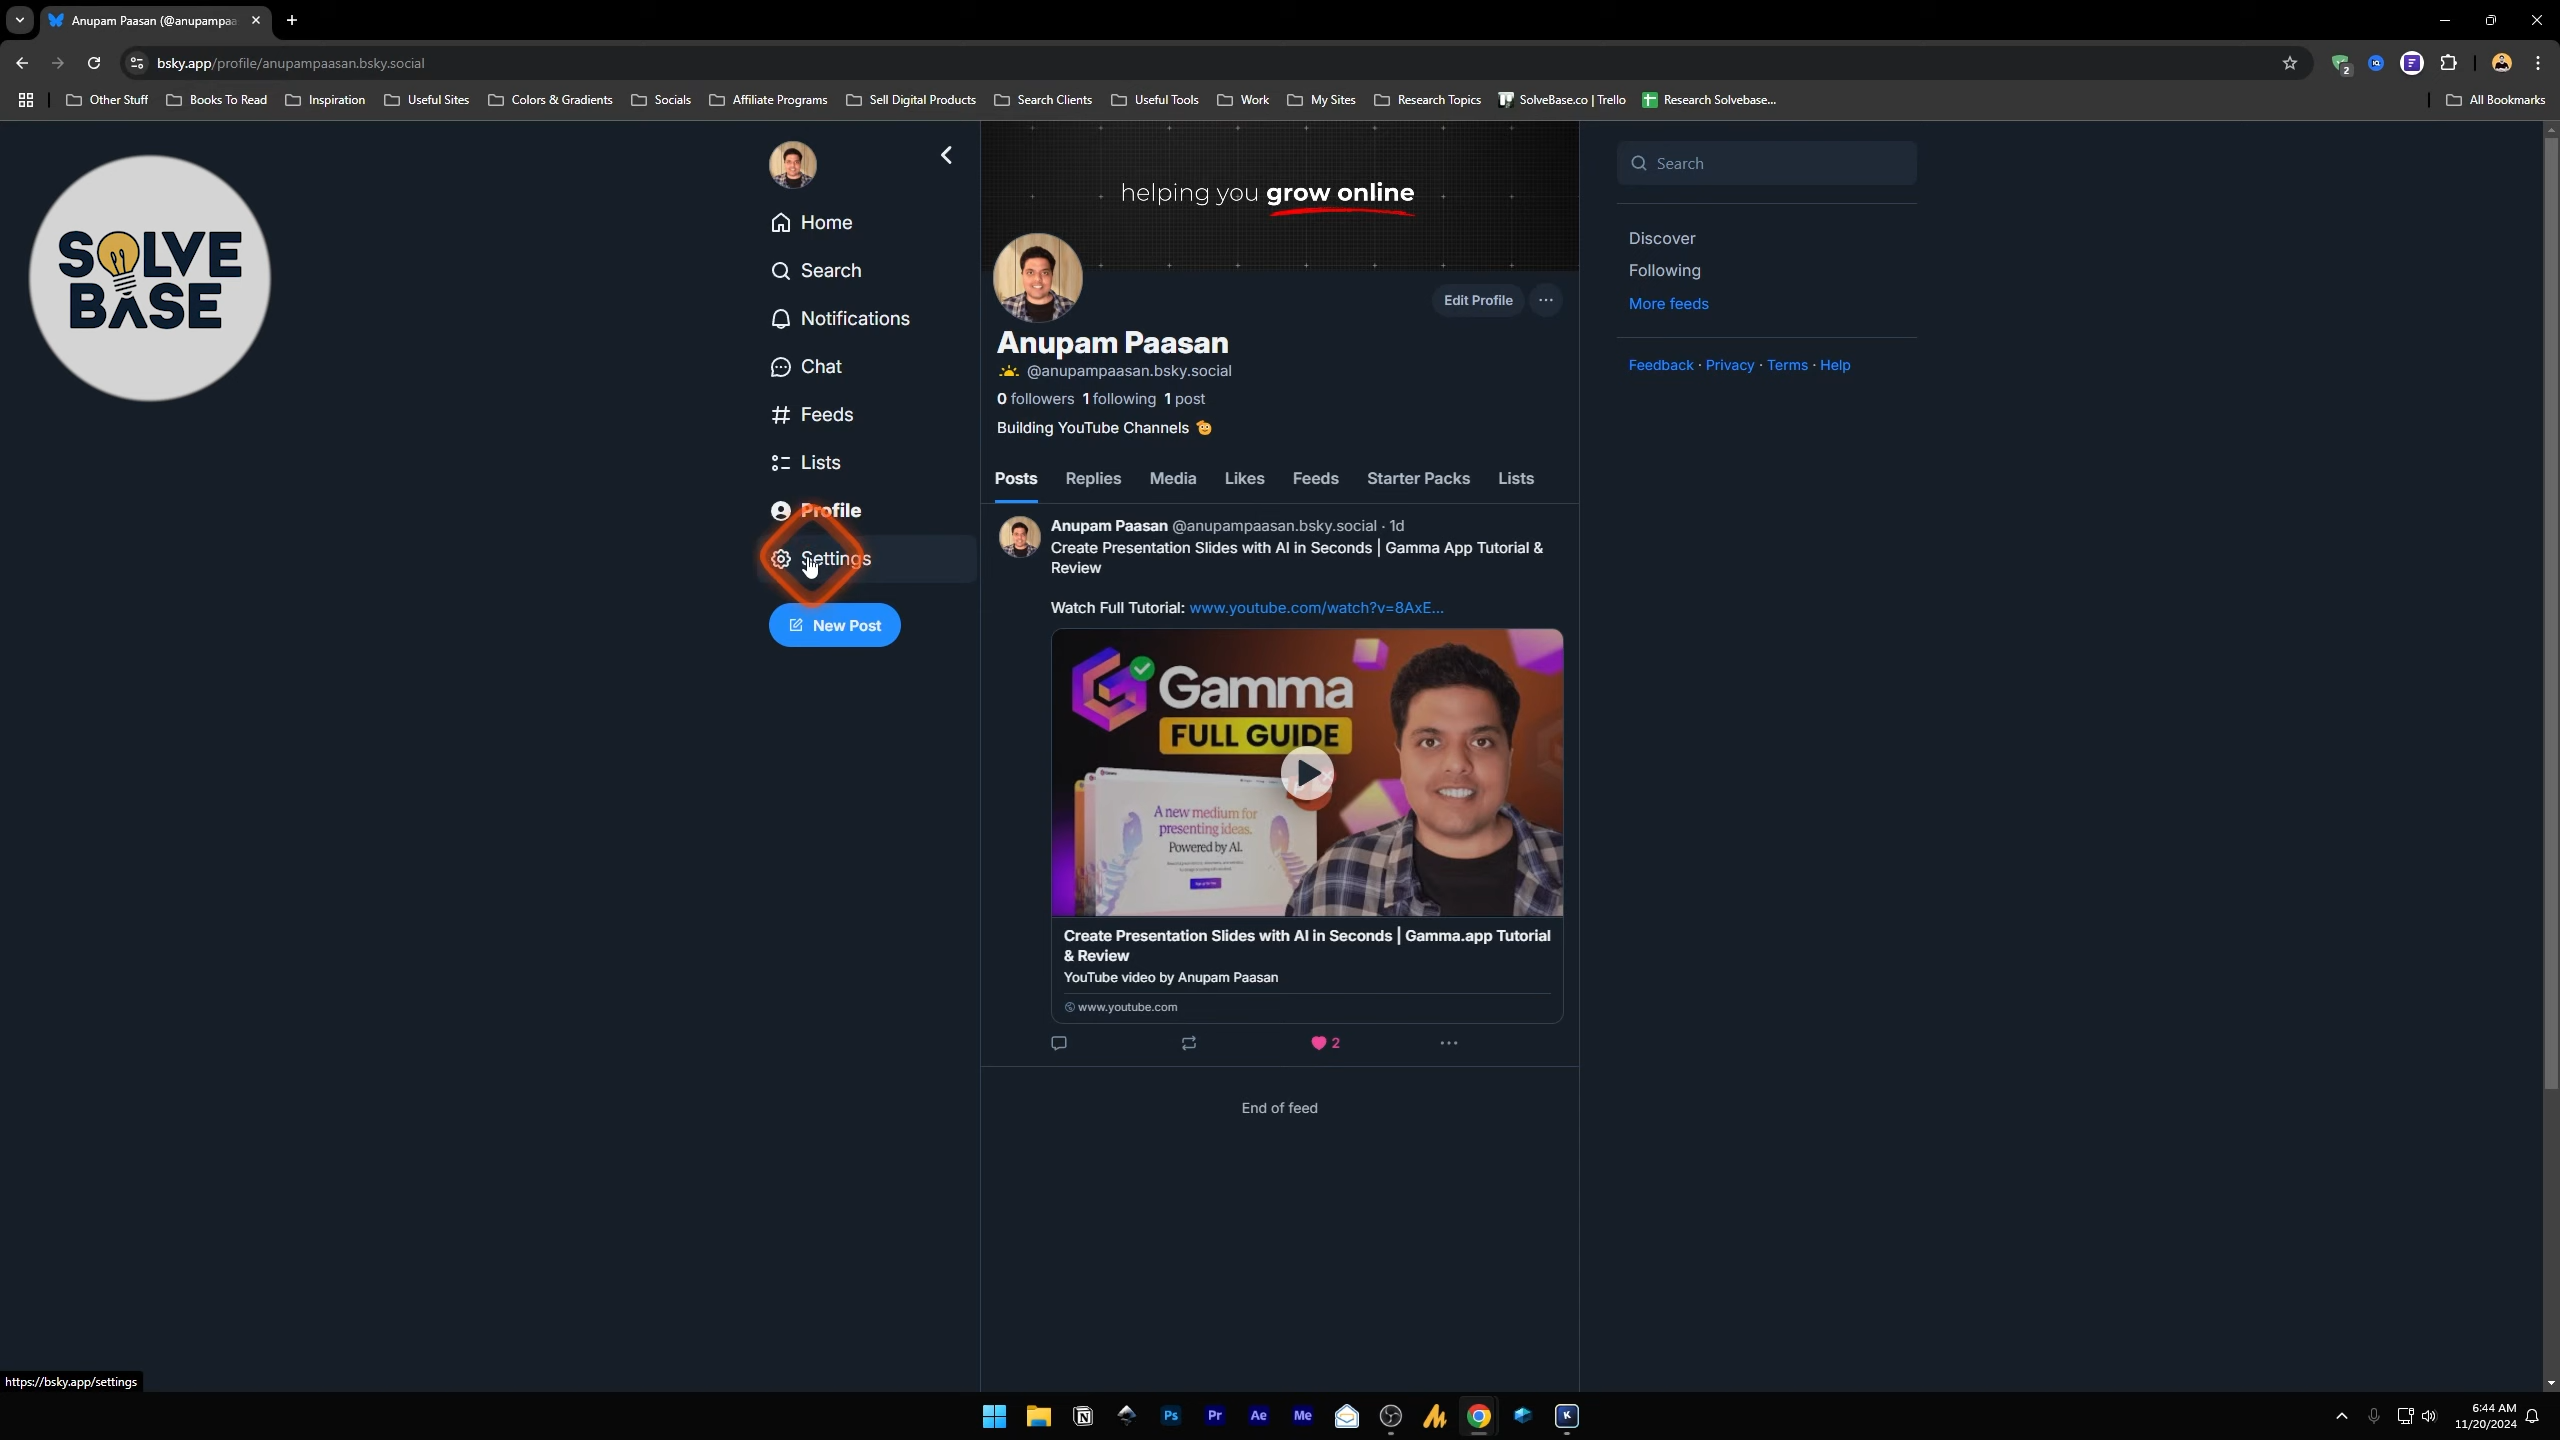 Anupam Paasan (@anupampaa
bsky.app/profile/anupampaasan.bsky.social
2
Other Stuff
Books To Read
Inspiration
Useful Sites
Colors & Gradients
Socials
Affiliate Programs
Sell Digital Products
Search Clients
Useful Tools
Work
My Sites
Research Topics
SolveBase.co | Trello
Research Solvebase...
All Bookmarks
SOLVE
BASE
Home
Search
Notifications
Chat
Feeds
Lists
Profile
Settings
New Post
helping you grow online
Edit Profile
Anupam Paasan
@anupampaasan.bsky.social
0 followers 1 following 1 post
Building YouTube Channels
Posts
Replies
Media
Likes
Feeds
Starter Packs
Lists
Anupam Paasan @anupampaasan.bsky.social · 1d
Create Presentation Slides with AI in Seconds | Gamma App Tutorial &
Review
Watch Full Tutorial: www.youtube.com/watch?v=8AxE...
Gamma
FULL GUIDE
A new medium for
presenting ideas.
Powered by AI.
Create Presentation Slides with AI in Seconds | Gamma.app Tutorial
& Review
YouTube video by Anupam Paasan
www.youtube.com
2
End of feed
Search
Discover
Following
More feeds
Feedback · Privacy · Terms · Help
https://bsky.app/settings
Ps
Pr
Ae
Me
K
6:44 AM
11/20/2024